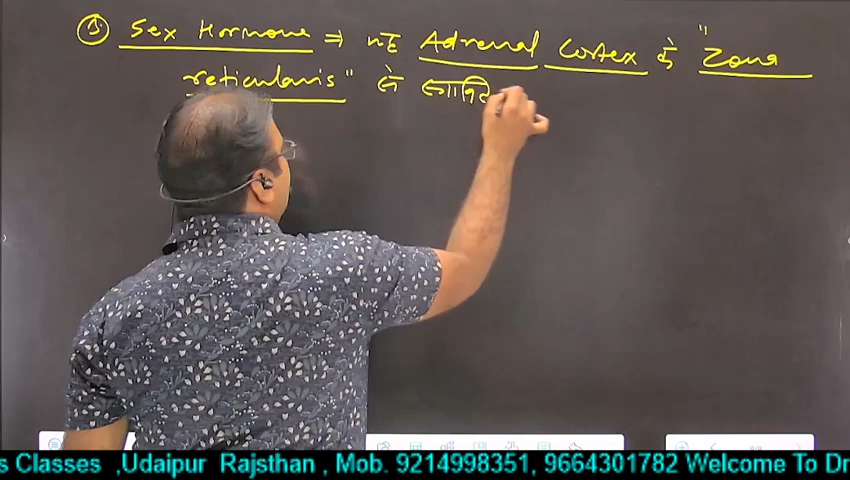 ③ Sex Hormone ⇒ यह Adrenal Cortex के "Zona
reticularis" से स्त्रावित
s Classes ,Udaipur Rajsthan , Mob. 9214998351, 9664301782 Welcome To Dr